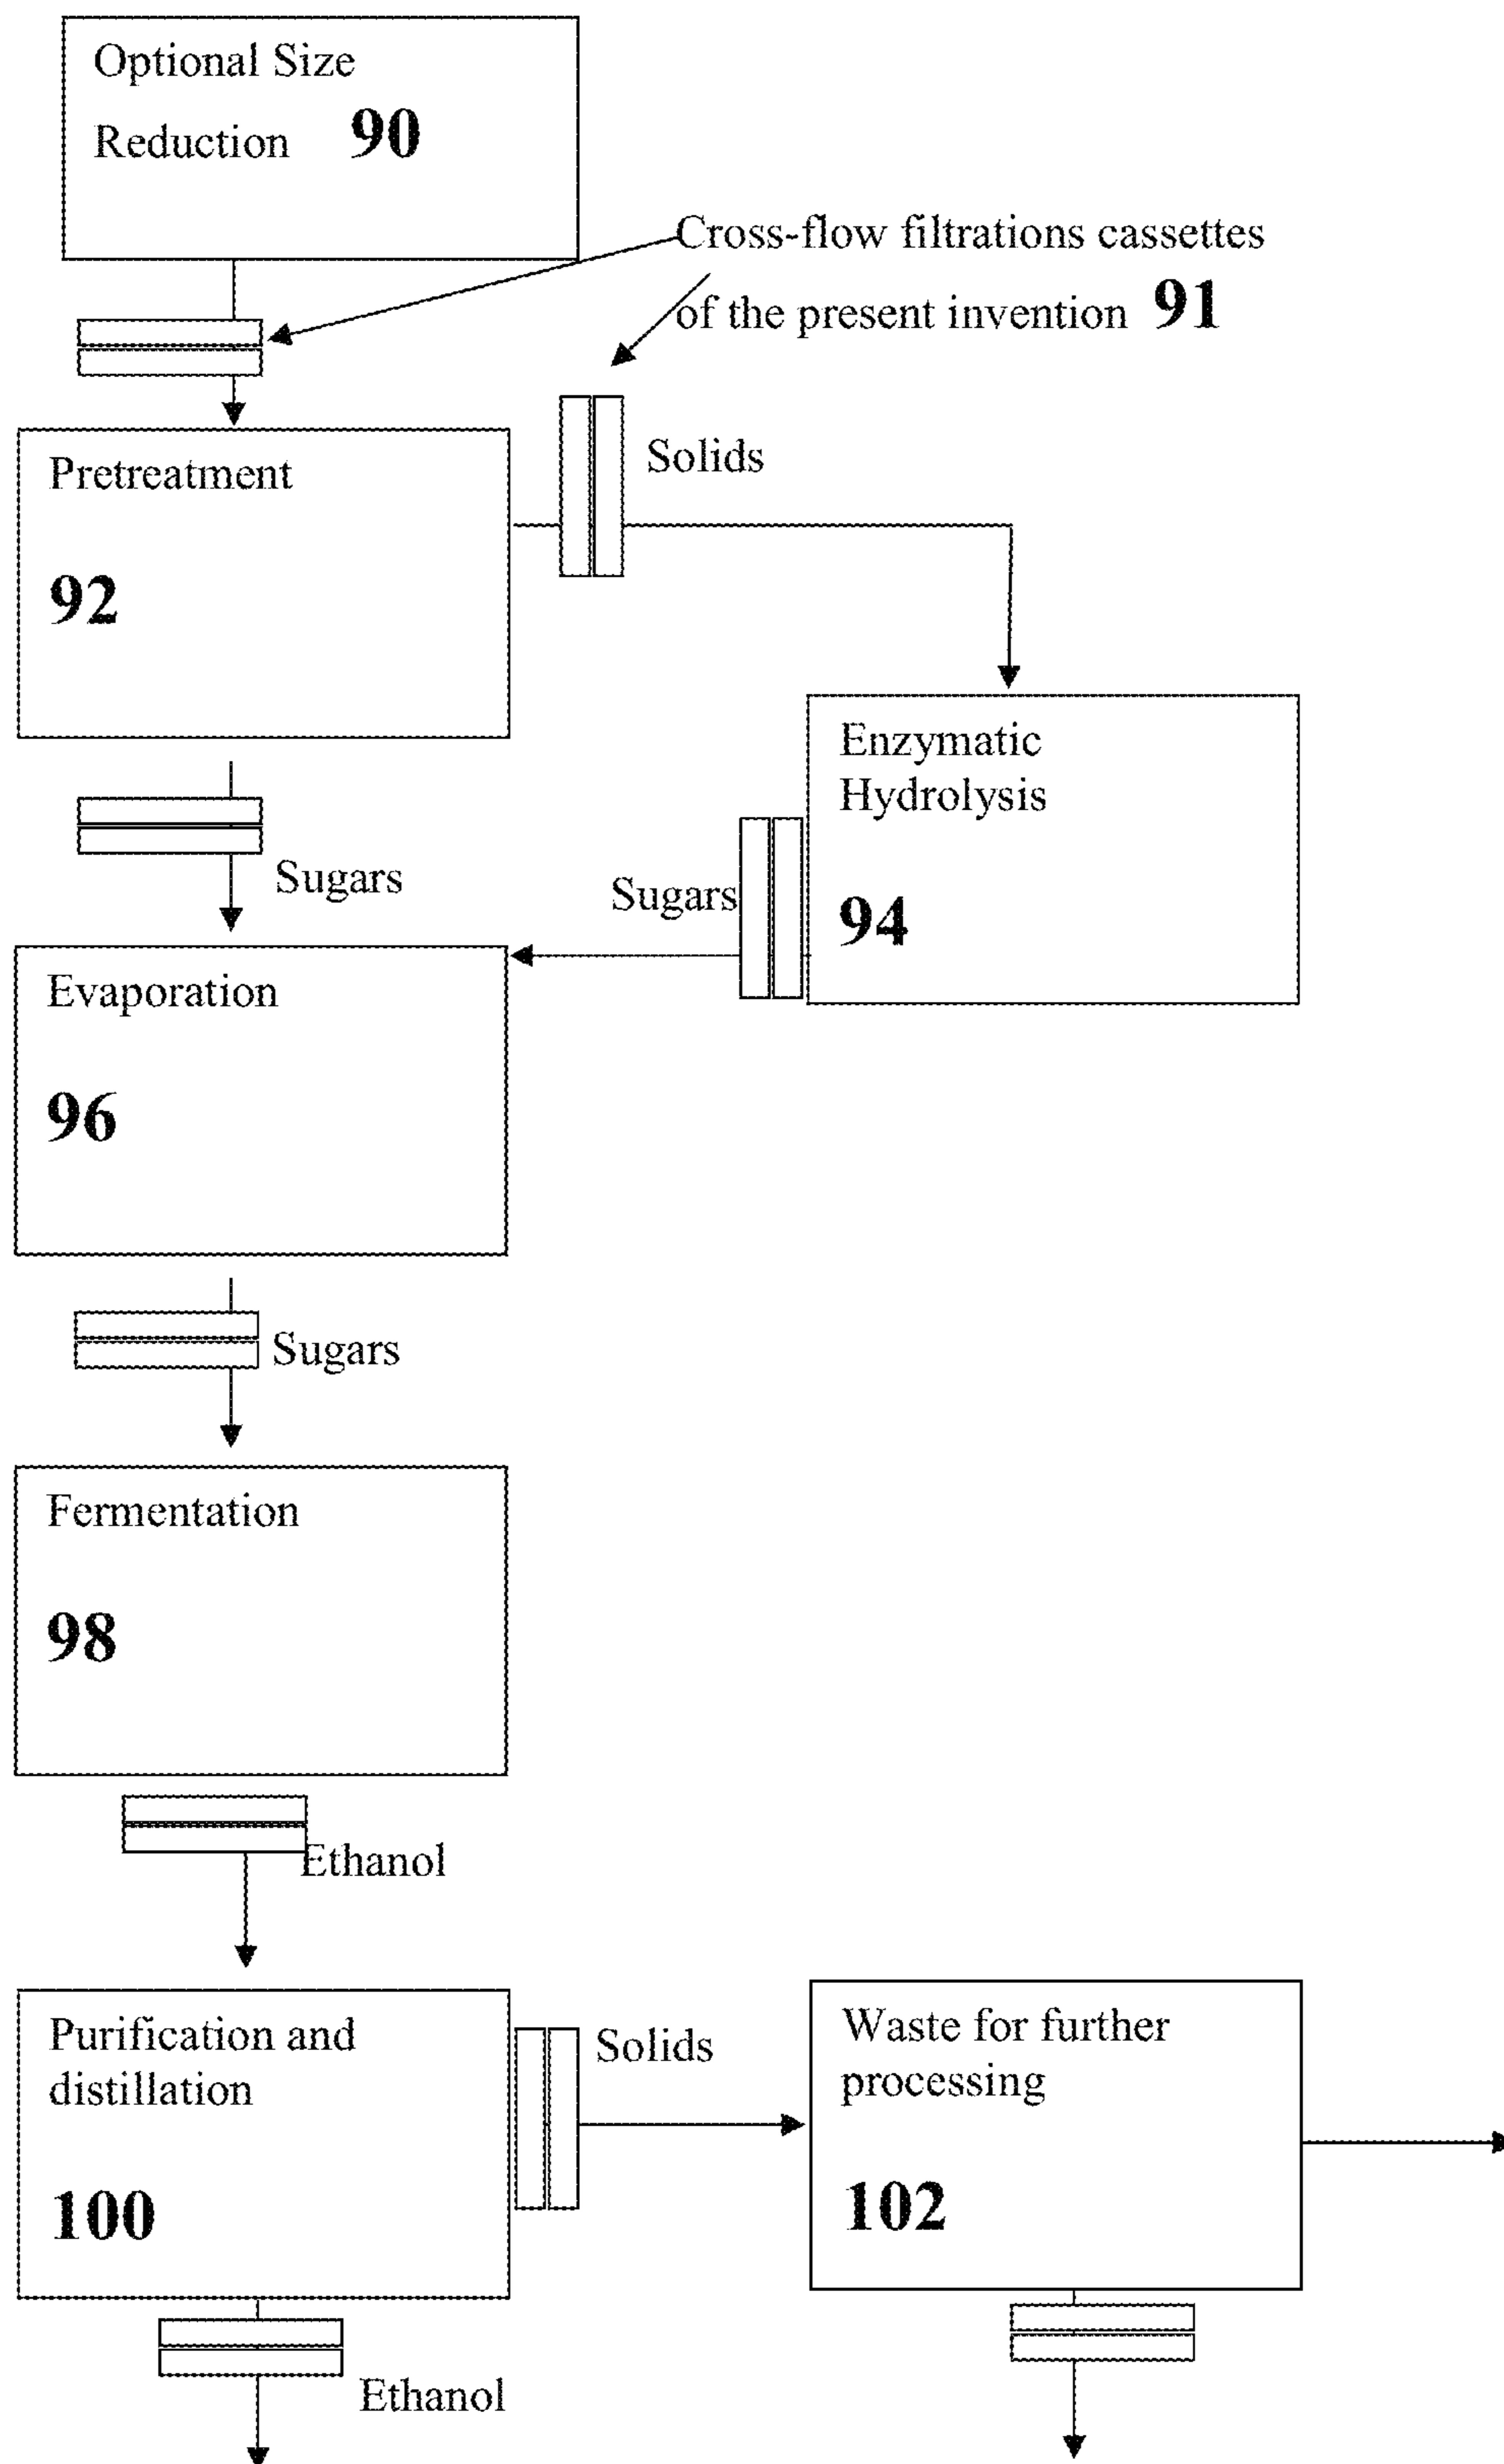 Optional Size
Reduction 90
Cross-flow filtrations cassettes
of the present invention 91
Pretreatment
92
Solids
Enzymatic
Hydrolysis
94
Sugars
Sugars
Evaporation
96
Sugars
Fermentation
98
Ethanol
Purification and
distillation
100
Solids
Waste for further
processing
102
Ethanol